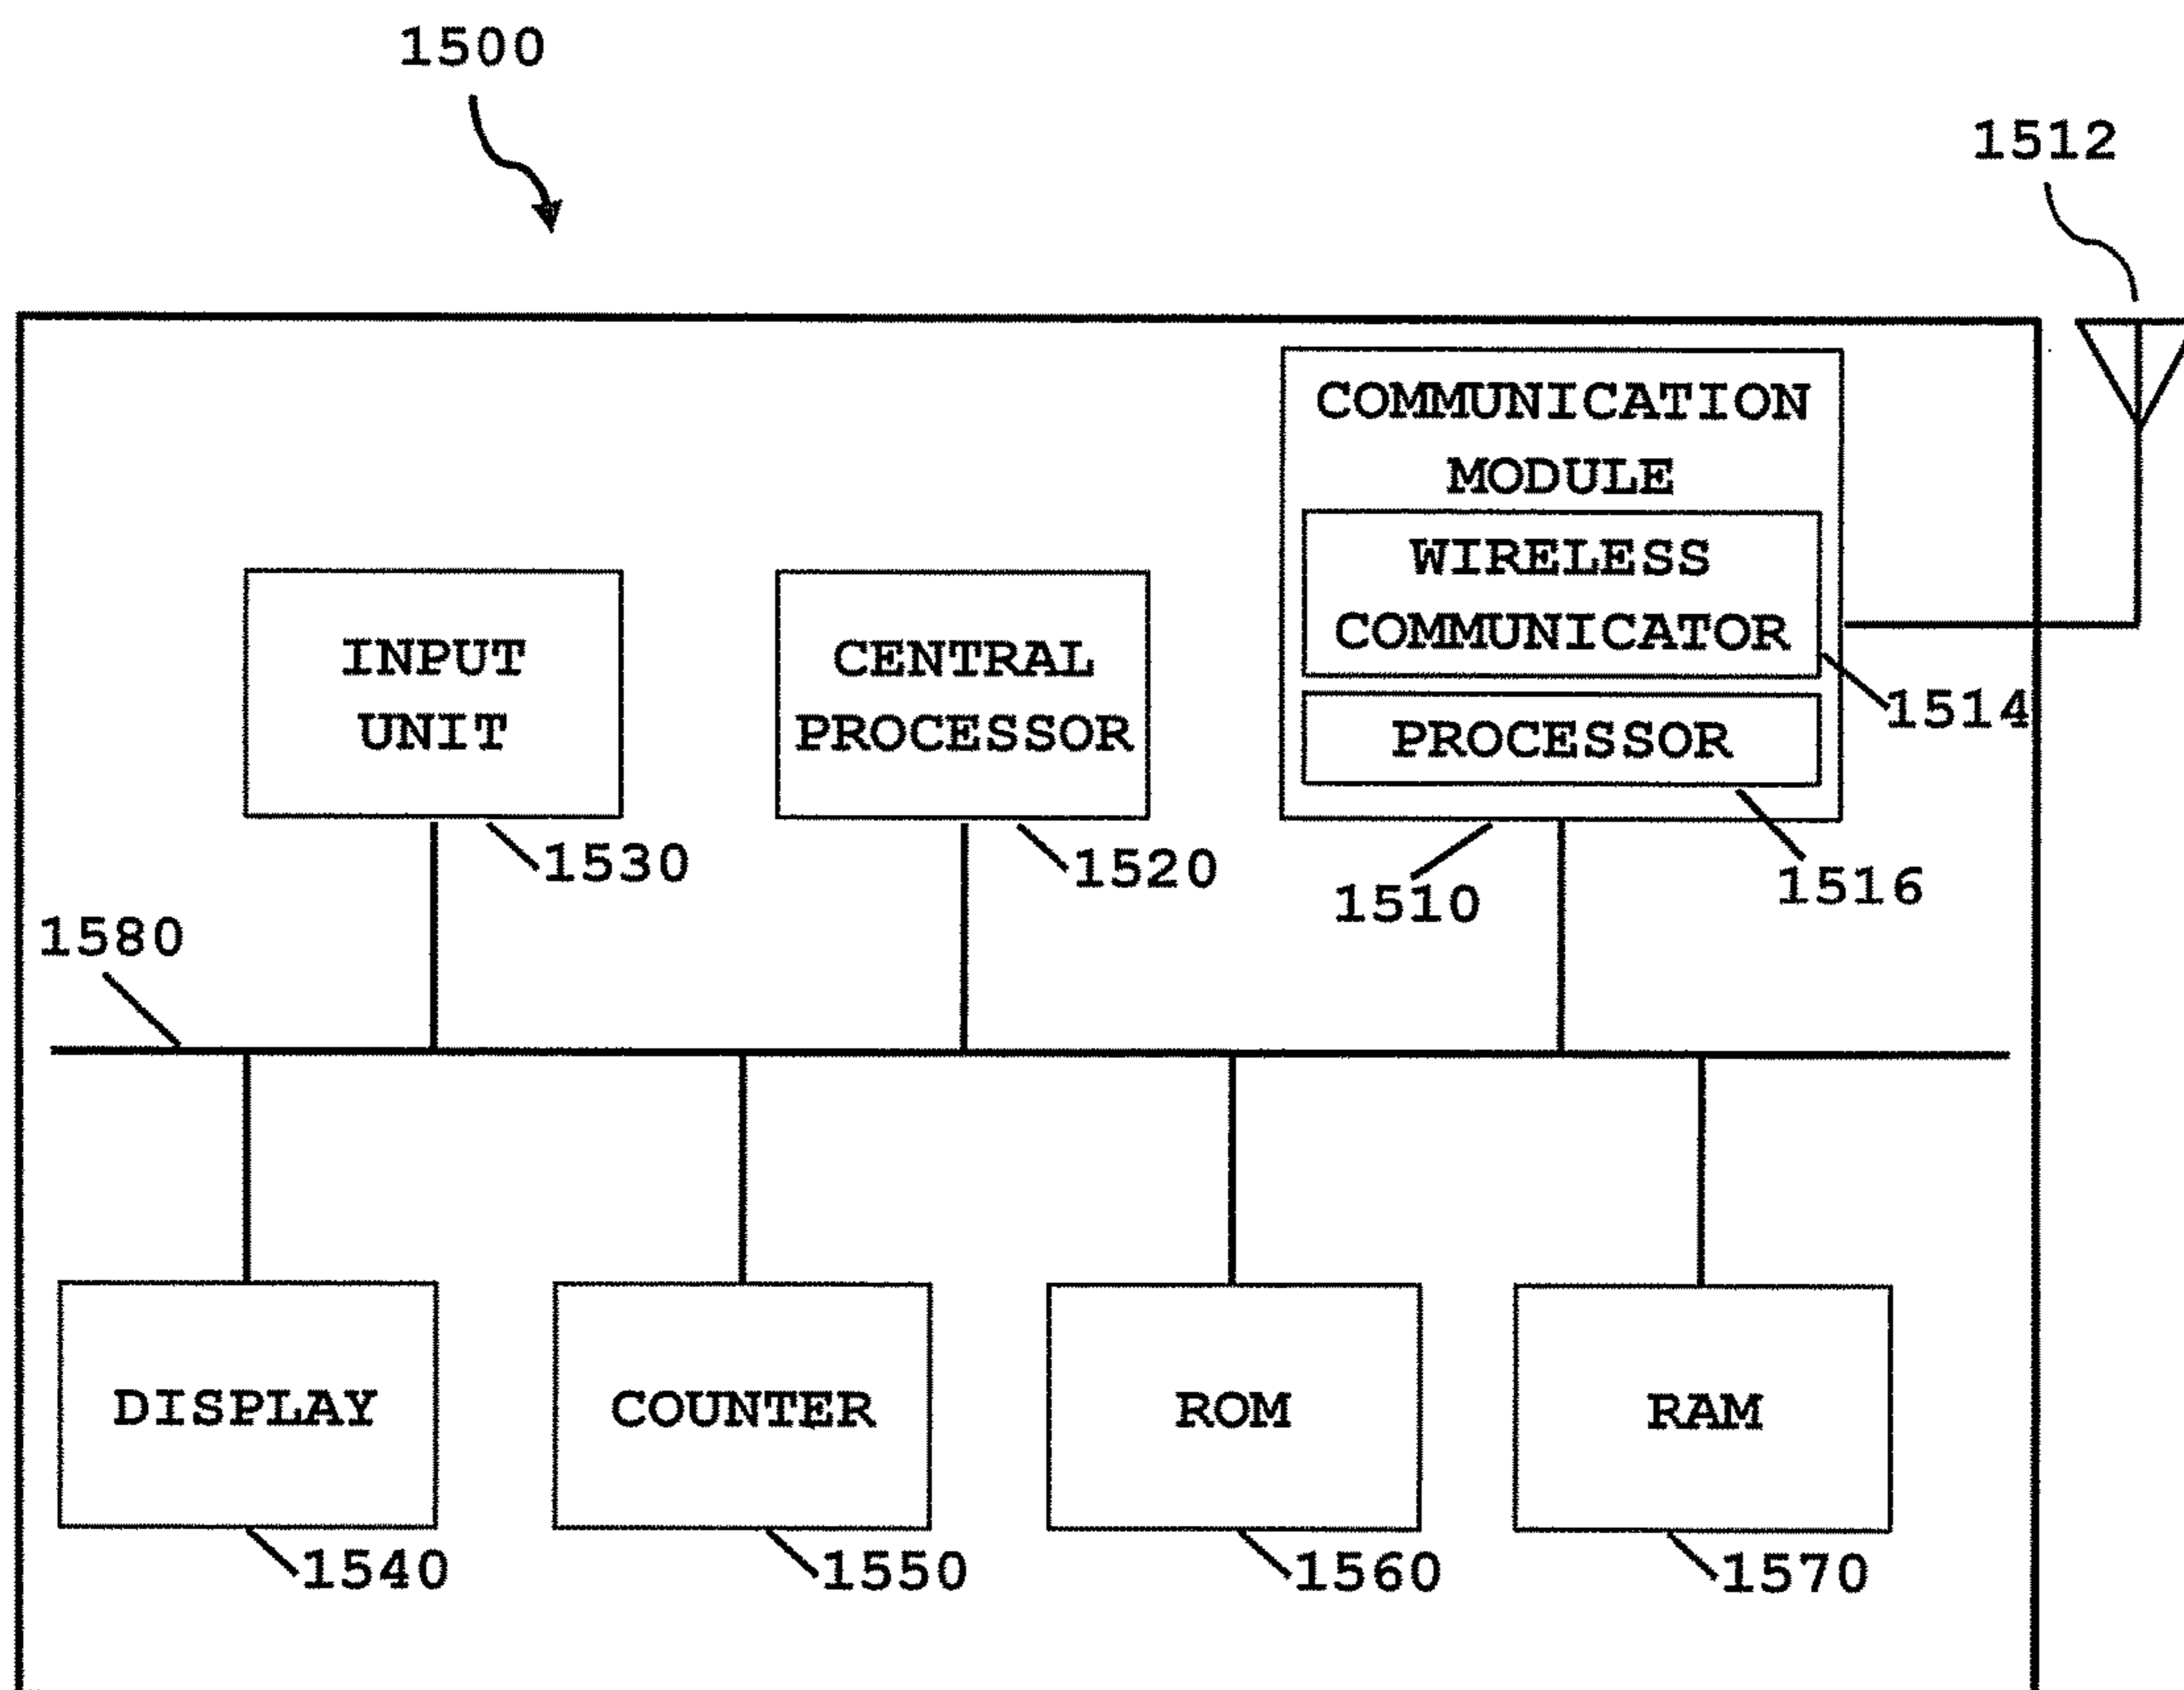 1500
1512
COMMUNICATION
MODULE
WIRELESS
COMMUNICATOR
1514
PROCESSOR
1516
1510
INPUT
UNIT
1530
CENTRAL
PROCESSOR
1520
1580
DISPLAY
1540
COUNTER
1550
ROM
1560
RAM
1570